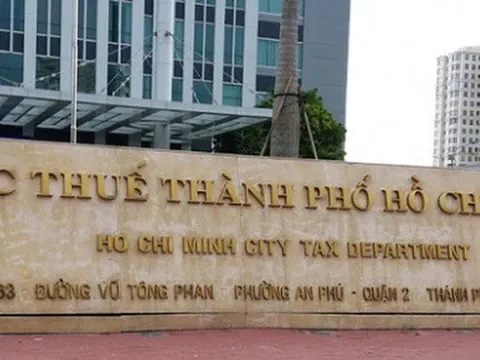 C THUẾ THÀNH PHỐ HỒ CH
HO CHI MINH CITY TAX DEPARTMENT
63 - ĐƯỜNG VŨ TÔNG PHAN - PHƯỜNG AN PHÚ - QUẬN 2 - THÀNH P